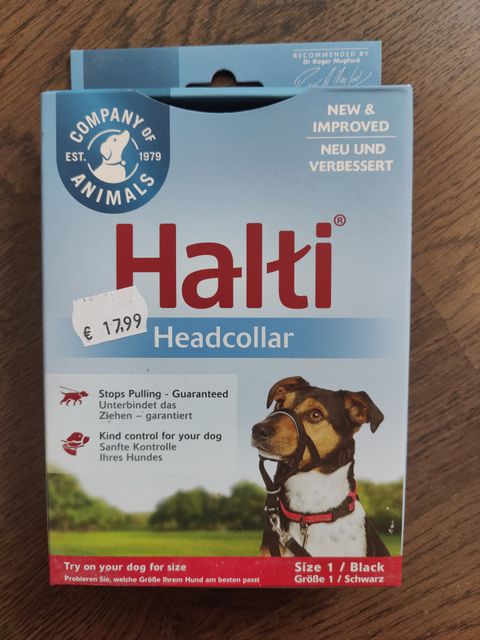 RECOMMENDED BY
Dr Roger Mugford
COMPANY OF
EST. 1979
ANIMALS
NEW &
IMPROVED
NEU UND
VERBESSERT
Halti®
€ 17,99
Headcollar
Stops Pulling - Guaranteed
Unterbindet das
Ziehen – garantiert
Kind control for your dog
Sanfte Kontrolle
Ihres Hundes
Try on your dog for size
Probieren Sie, welche Größe Ihrem Hund am besten passt
Size 1 / Black
Größe 1 / Schwarz